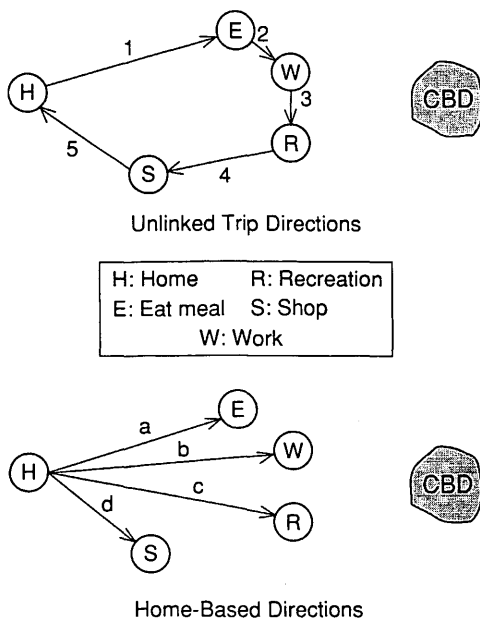 E
2
1
W
H
CBD
3
5
R
S
4
Unlinked Trip Directions
H: Home R: Recreation
E: Eat meal S: Shop
W: Work
E
a
W
b
H
CBD
c
d
R
S
Home-Based Directions